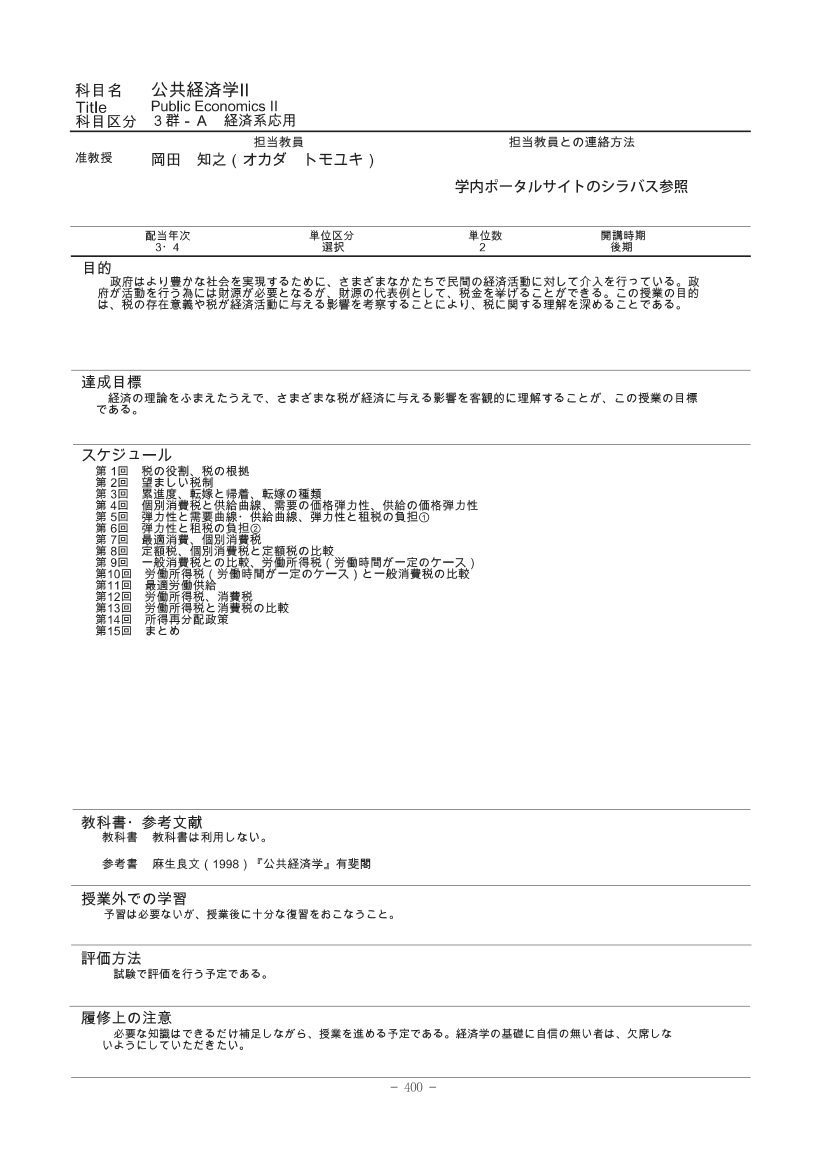 科目名　公共経済学II
Title　Public Economics II
科目区分　３群 - A　経済系応用
担当教員　担当教員との連絡方法
准教授　岡田　知之 ( オカダ　トモユキ )
学内ポータルサイトのシラバス参照
配当年次　単位区分　単位数　開講時期
3・4　選択　2　後期
目的
政府はより豊かな社会を実現するために、さまざまなかたちで民間の経済活動に対して介入を行っている。政
府が活動を行う為には財源が必要となるが、財源の代表例として、税金を挙げることができる。この授業の目的
は、税の存在意義や税が経済活動に与える影響を考察することにより、税に関する理解を深めることである。
達成目標
経済の理論をふまえたうえで、さまざまな税が経済に与える影響を客観的に理解することが、この授業の目標
である。
スケジュール
第 1回　税の役割、税の根拠
第 2回　望ましい税制
第 3回　累進度、転嫁と帰着、転嫁の種類
第 4回　個別消費税と供給曲線、需要の価格弾力性、供給の価格弾力性
第 5回　弾力性と需要曲線・供給曲線、弾力性と租税の負担①
第 6回　弾力性と租税の負担②
第 7回　最適消費、個別消費税
第 8回　定額税、個別消費税と定額税の比較
第 9回　一般消費税との比較、労働所得税 ( 労働時間が一定のケース )
第10回　労働所得税 ( 労働時間が一定のケース ) と一般消費税の比較
第11回　最適労働供給
第12回　労働所得税、消費税
第13回　労働所得税と消費税の比較
第14回　所得再分配政策
第15回　まとめ
教科書・参考文献
教科書　教科書は利用しない。
参考書　麻生良文 ( 1998 ) 『公共経済学』有斐閣
授業外での学習
予習は必要ないが、授業後に十分な復習をおこなうこと。
評価方法
試験で評価を行う予定である。
履修上の注意
必要な知識はできるだけ補足しながら、授業を進める予定である。経済学の基礎に自信の無い者は、欠席しな
いようにしていただきたい。
− 400 −